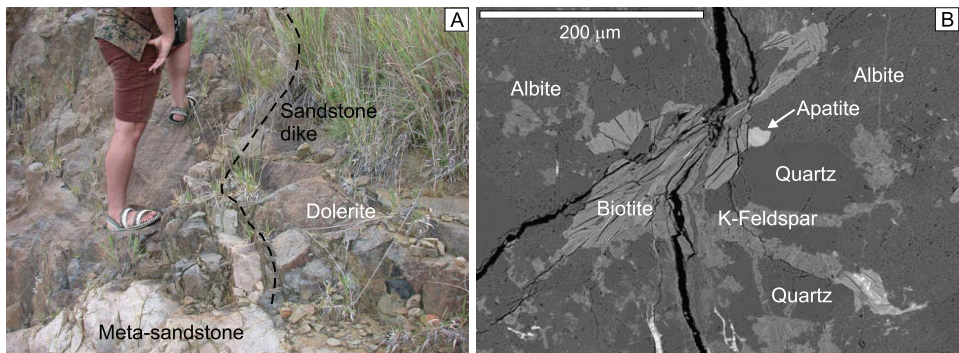 A
Sandstone
dike
Dolerite
Meta-sandstone
B
200 μm
Albite
Albite
Apatite
Quartz
Biotite
K-Feldspar
Quartz